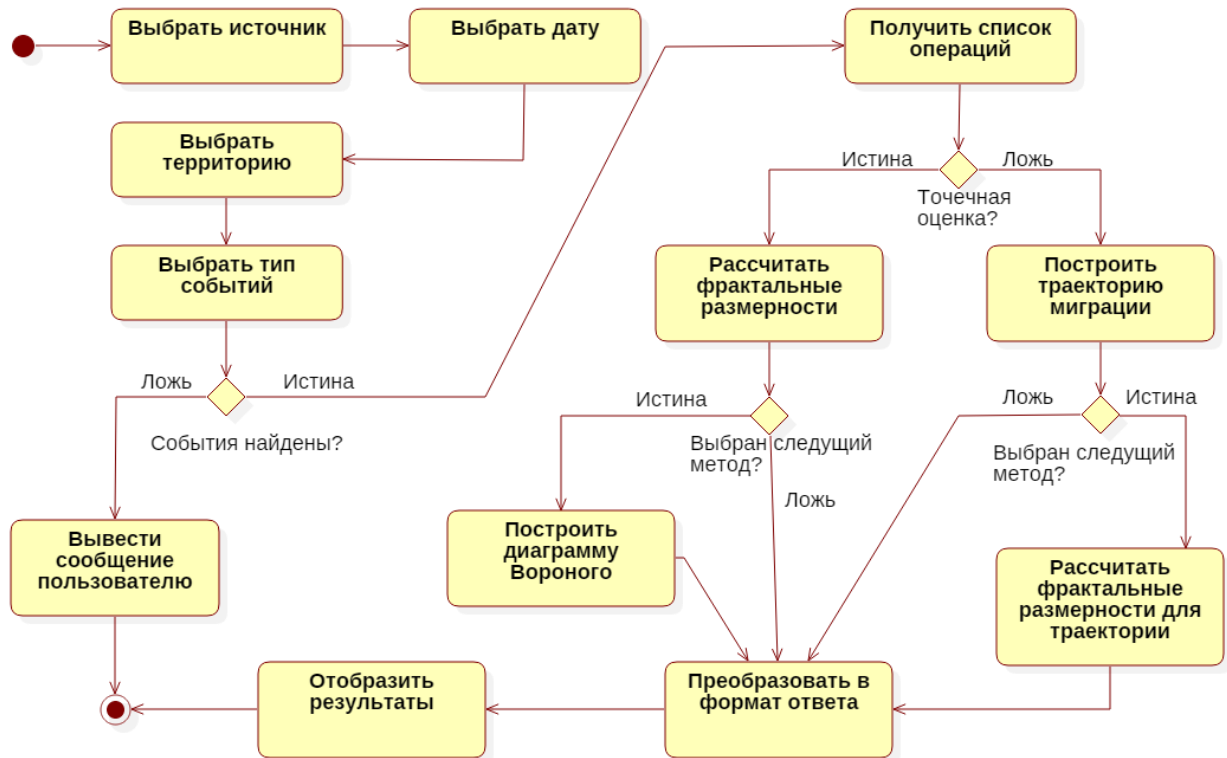 Выбрать источник
Выбрать дату
Получить список
операций
Выбрать
территорию
Истина
Ложь
Точечная
оценка?
Выбрать тип
событий
Рассчитать
фрактальные
размерности
Построить
траекторию
миграции
Ложь
Истина
События найдены?
Истина
Выбран следущий
метод?
Ложь
Ложь
Истина
Выбран следущий
метод?
Вывести
сообщение
пользователю
Построить
диаграмму
Вороного
Рассчитать
фрактальные
размерности для
траектории
Отобразить
результаты
Преобразовать в
формат ответа